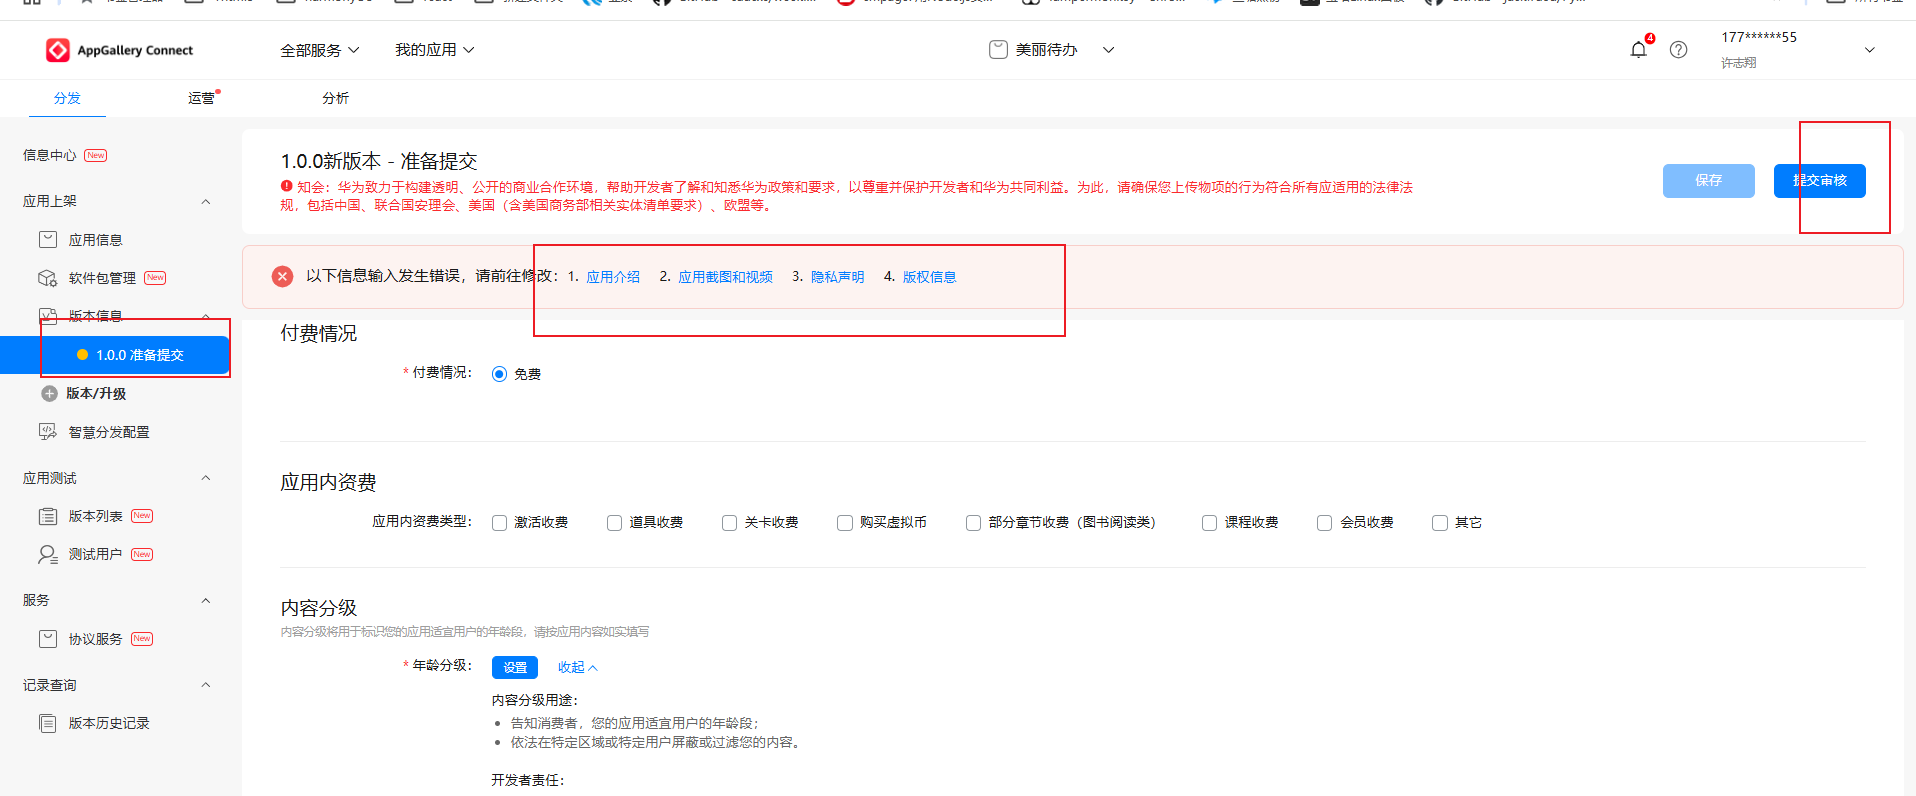 AppGallery Connect
全部服务
我的应用
美丽待办
4
177******55
许志翔
分发
运营
分析
信息中心 New
应用上架
应用信息
软件包管理 New
版本信息
1.0.0 准备提交
版本/升级
智慧分发配置
应用测试
版本列表 New
测试用户 New
服务
协议服务 New
记录查询
版本历史记录
1.0.0新版本 - 准备提交
知会：华为致力于构建透明、公开的商业合作环境，帮助开发者了解和知悉华为政策和要求，以尊重并保护开发者和华为共同利益。为此，请确保您上传物项的行为符合所有应适用的法律法
规，包括中国、联合国安理会、美国（含美国商务部相关实体清单要求）、欧盟等。
保存
提交审核
以下信息输入发生错误，请前往修改： 1. 应用介绍 2. 应用截图和视频 3. 隐私声明 4. 版权信息
付费情况
* 付费情况： 免费
应用内资费
应用内资费类型： 激活收费 道具收费 关卡收费 购买虚拟币 部分章节收费（图书阅读类） 课程收费 会员收费 其它
内容分级
内容分级将用于标识您的应用适宜用户的年龄段，请按应用内容如实填写
* 年龄分级： 设置 收起
内容分级用途：
• 告知消费者，您的应用适宜用户的年龄段；
• 依法在特定区域或特定用户屏蔽或过滤您的内容。
开发者责任：